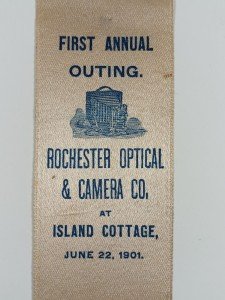 FIRST ANNUAL
OUTING.
ROCHESTER OPTICAL
& CAMERA CO.
AT
ISLAND COTTAGE,
JUNE 22, 1901.